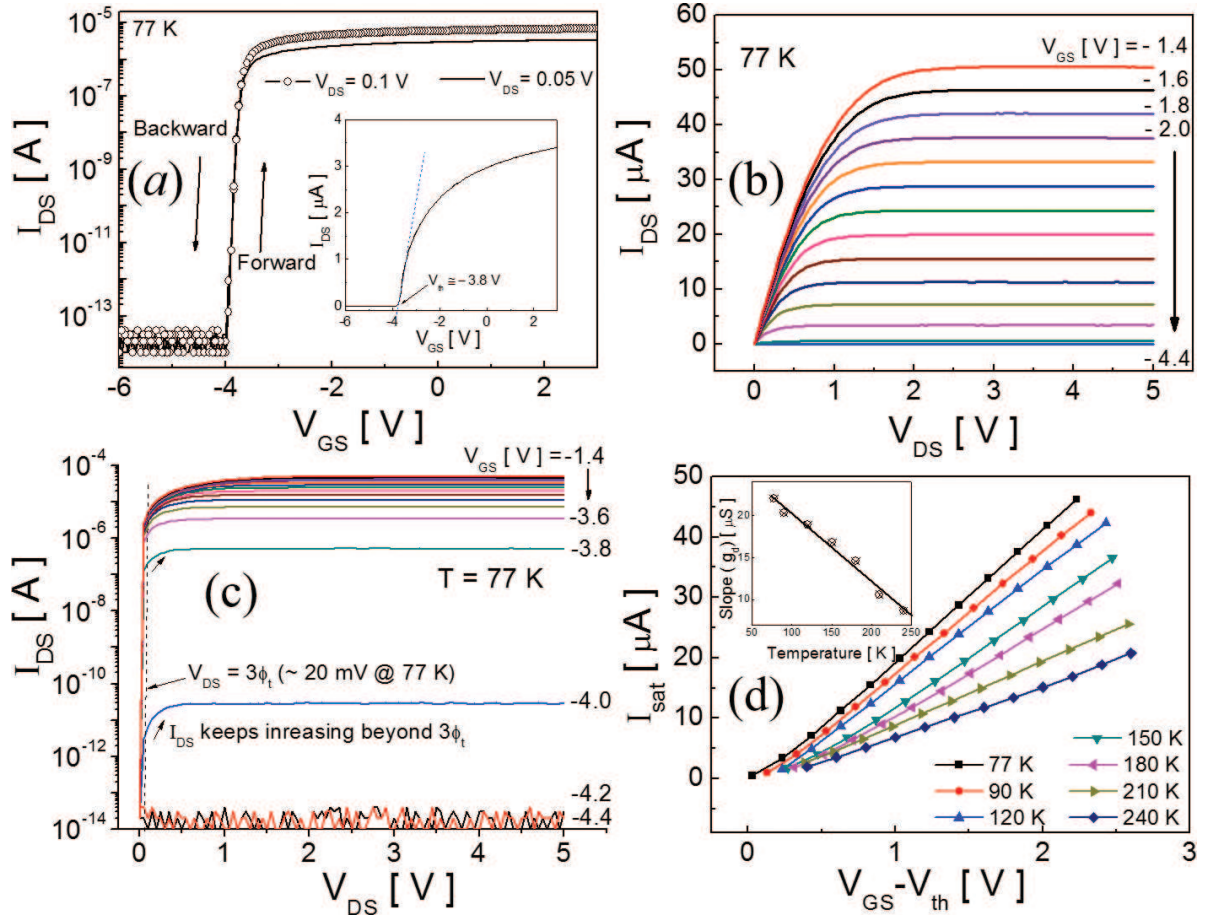 77 K
V_DS = 0.1 V
V_DS = 0.05 V
Backward
Forward
(a)
10^-5
10^-7
10^-9
10^-11
10^-13
I_DS [ A ]
-6 -4 -2 0 2
V_GS [ V ]
4
3
2
1
0
I_DS [ μA ]
V_th ≅ − 3.8 V
-6 -4 -2 0 2
V_GS [ V ]
77 K
V_GS [ V ] = - 1.4
- 1.6
- 1.8
- 2.0
- 4.4
(b)
60
50
40
30
20
10
0
I_DS [ μA ]
0 1 2 3 4 5
V_DS [ V ]
V_GS [ V ] = -1.4
-3.6
-3.8
T = 77 K
(c)
V_DS = 3ϕ_t (~ 20 mV @ 77 K)
-4.0
I_DS keeps inreasing beyond 3ϕ_t
-4.2
-4.4
10^-4
10^-6
10^-8
10^-10
10^-12
10^-14
I_DS [ A ]
0 1 2 3 4 5
V_DS [ V ]
50
40
30
20
10
0
I_sat [ μA ]
20
15
10
Slope ( g_d) [ μS ]
50 100 150 200 250
Temperature [ K ]
(d)
77 K
90 K
120 K
150 K
180 K
210 K
240 K
0 1 2 3
V_GS-V_th [ V ]